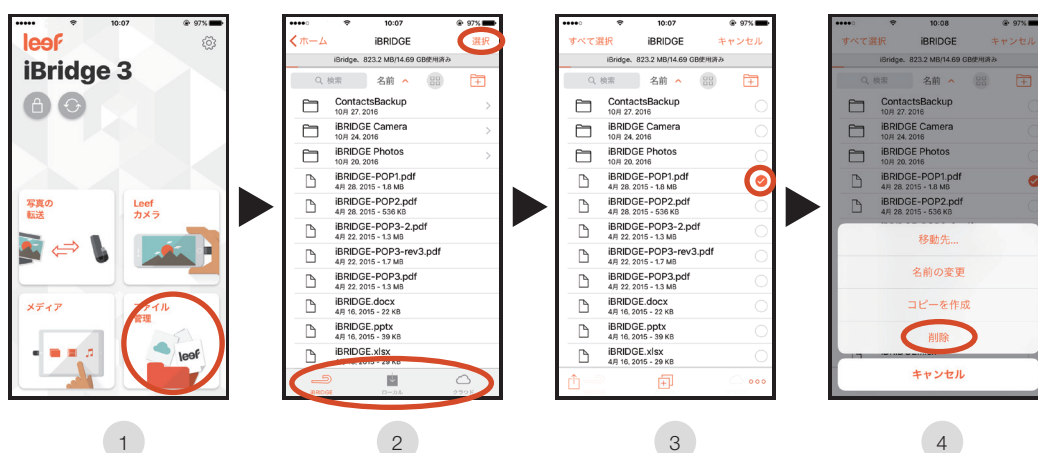 10:07
97%
leef
iBridge 3
写真の
転送
Leef
カメラ
メディア
ファイル
管理
leef
1
10:07
97%
ホーム
iBRIDGE
選択
iBridge、823.2 MB/14.69 GB使用済み
検索
名前
ContactsBackup
10月 27. 2016
iBRIDGE Camera
10月 24. 2016
iBRIDGE Photos
10月 20. 2016
iBRIDGE-POP1.pdf
4月 28. 2015 - 1.8 MB
iBRIDGE-POP2.pdf
4月 28. 2015 - 536 KB
iBRIDGE-POP3-2.pdf
4月 22. 2015 - 1.3 MB
iBRIDGE-POP3-rev3.pdf
4月 22. 2015 - 1.7 MB
iBRIDGE-POP3.pdf
4月 22. 2015 - 1.3 MB
iBRIDGE.docx
4月 16. 2015 - 22 KB
iBRIDGE.pptx
4月 16. 2015 - 39 KB
iBRIDGE.xlsx
4月 16. 2015 - 29 KB
iBRIDGE
ローカル
クラウド
2
10:07
97%
すべて選択
iBRIDGE
キャンセル
iBridge、823.2 MB/14.69 GB使用済み
検索
名前
ContactsBackup
10月 27. 2016
iBRIDGE Camera
10月 24. 2016
iBRIDGE Photos
10月 20. 2016
iBRIDGE-POP1.pdf
4月 28. 2015 - 1.8 MB
iBRIDGE-POP2.pdf
4月 28. 2015 - 536 KB
iBRIDGE-POP3-2.pdf
4月 22. 2015 - 1.3 MB
iBRIDGE-POP3-rev3.pdf
4月 22. 2015 - 1.7 MB
iBRIDGE-POP3.pdf
4月 22. 2015 - 1.3 MB
iBRIDGE.docx
4月 16. 2015 - 22 KB
iBRIDGE.pptx
4月 16. 2015 - 39 KB
iBRIDGE.xlsx
4月 16. 2015 - 29 KB
3
10:08
97%
すべて選択
iBRIDGE
キャンセル
iBridge、823.2 MB/14.69 GB使用済み
検索
名前
ContactsBackup
10月 27. 2016
iBRIDGE Camera
10月 24. 2016
iBRIDGE Photos
10月 20. 2016
iBRIDGE-POP1.pdf
4月 28. 2015 - 1.8 MB
iBRIDGE-POP2.pdf
4月 28. 2015 - 536 KB
移動先...
名前の変更
コピーを作成
削除
キャンセル
4